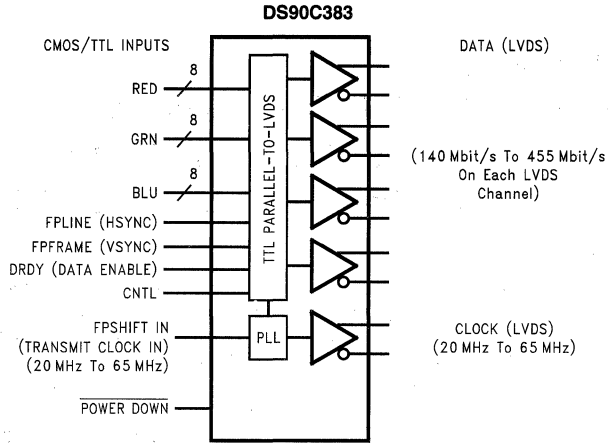 DS90C383
CMOS/TTL INPUTS
DATA (LVDS)
8
RED
8
GRN
(140 Mbit/s To 455 Mbit/s
On Each LVDS
Channel)
8
BLU
TTL PARALLEL-TO-LVDS
FPLINE (HSYNC)
FPFRAME (VSYNC)
DRDY (DATA ENABLE)
CNTL
FPSHIFT IN
(TRANSMIT CLOCK IN)
(20 MHz To 65 MHz)
PLL
CLOCK (LVDS)
(20 MHz To 65 MHz)
POWER DOWN